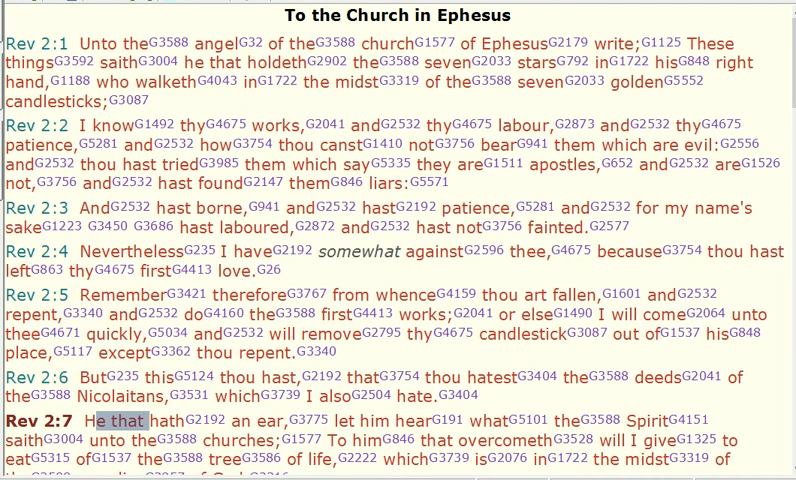 To the Church in Ephesus
Rev 2:1 Unto theG3588 angelG32 of theG3588 churchG1577 of EphesusG2179 write;G1125 These
thingsG3592 saithG3004 he that holdethG2902 theG3588 sevenG2033 starsG792 inG1722 hisG848 right
hand,G1188 who walkethG4043 inG1722 the midstG3319 of theG3588 sevenG2033 goldenG5552
candlesticks;G3087
Rev 2:2 I knowG1492 thyG4675 works,G2041 andG2532 thyG4675 labour,G2873 andG2532 thyG4675
patience,G5281 andG2532 howG3754 thou canstG1410 notG3756 bearG941 them which are evil:G2556
andG2532 thou hast triedG3985 them which sayG5335 they areG1511 apostles,G652 andG2532 areG1526
not,G3756 andG2532 hast foundG2147 themG846 liars:G5571
Rev 2:3 AndG2532 hast borne,G941 andG2532 hastG2192 patience,G5281 andG2532 for my name's
sakeG1223 G3450 G3686 hast laboured,G2872 andG2532 hast notG3756 fainted.G2577
Rev 2:4 NeverthelessG235 I haveG2192 somewhat againstG2596 thee,G4675 becauseG3754 thou hast
leftG863 thyG4675 firstG4413 love.G26
Rev 2:5 RememberG3421 thereforeG3767 from whenceG4159 thou art fallen,G1601 andG2532
repent,G3340 andG2532 doG4160 theG3588 firstG4413 works;G2041 or elseG1490 I will comeG2064 unto
theeG4671 quickly,G5034 andG2532 will removeG2795 thyG4675 candlestickG3087 out ofG1537 hisG848
place,G5117 exceptG3362 thou repent.G3340
Rev 2:6 ButG235 thisG5124 thou hast,G2192 thatG3754 thou hatestG3404 theG3588 deedsG2041 of
theG3588 Nicolaitans,G3531 whichG3739 I alsoG2504 hate.G3404
Rev 2:7 He that hathG2192 an ear,G3775 let him hearG191 whatG5101 theG3588 SpiritG4151
saithG3004 unto theG3588 churches;G1577 To himG846 that overcomethG3528 will I giveG1325 to
eatG5315 ofG1537 theG3588 treeG3586 of life,G2222 whichG3739 isG2076 inG1722 the midstG3319 of